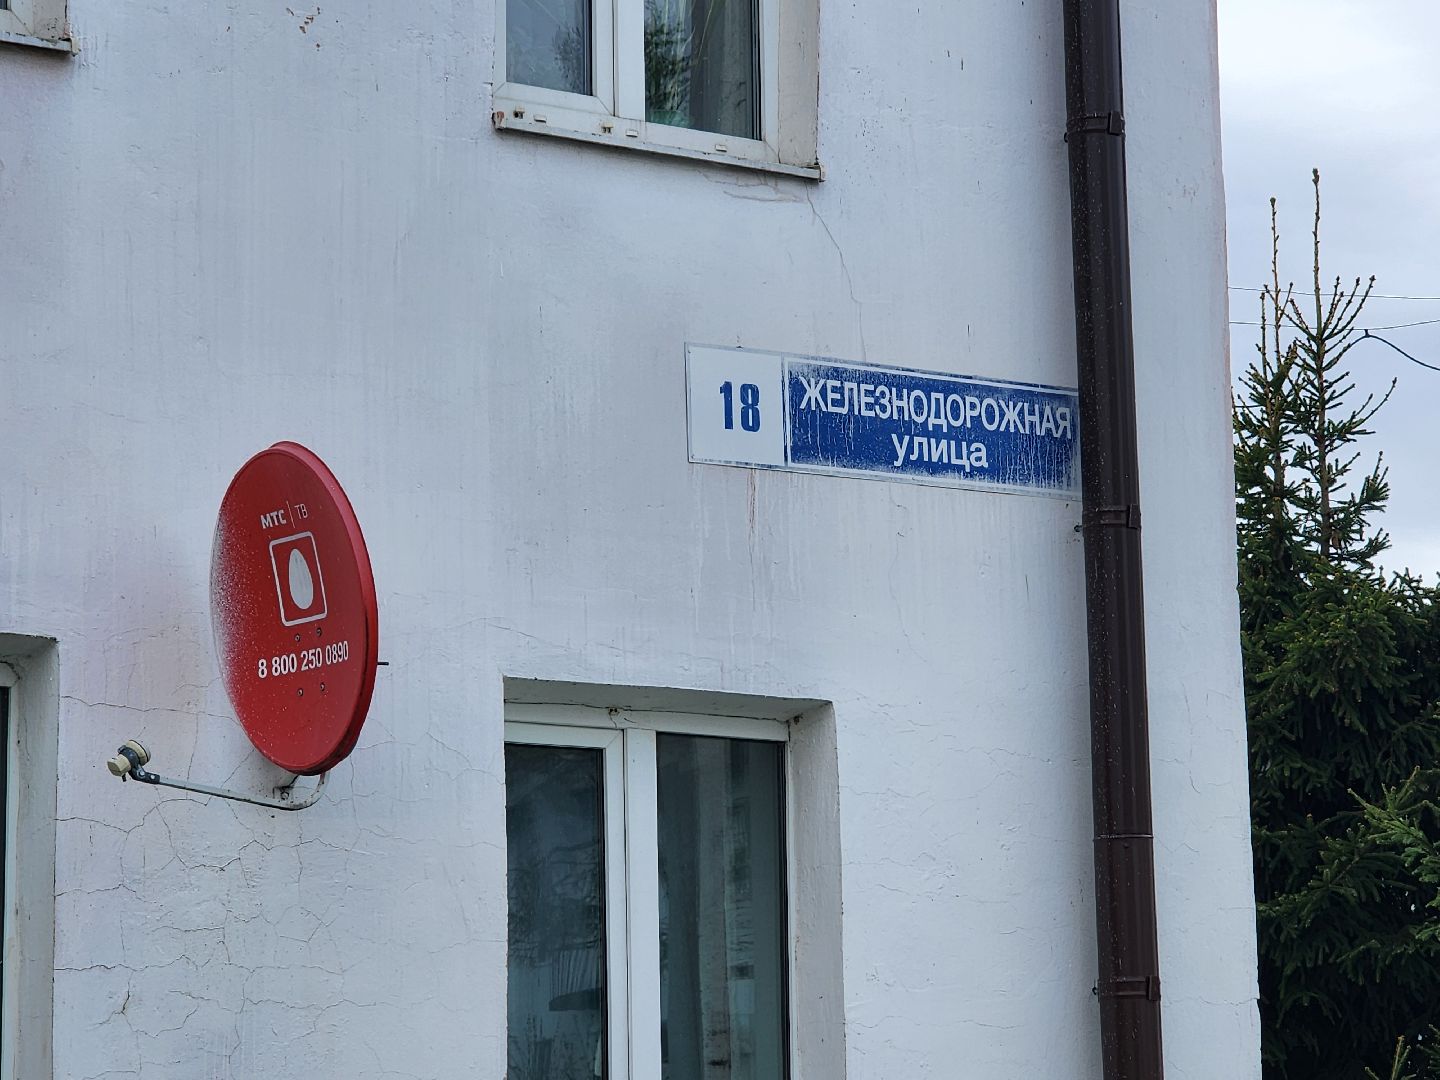 18
ЖЕЛЕЗНОДОРОЖНАЯ
улица
МТС | ТВ
8 800 250 0890